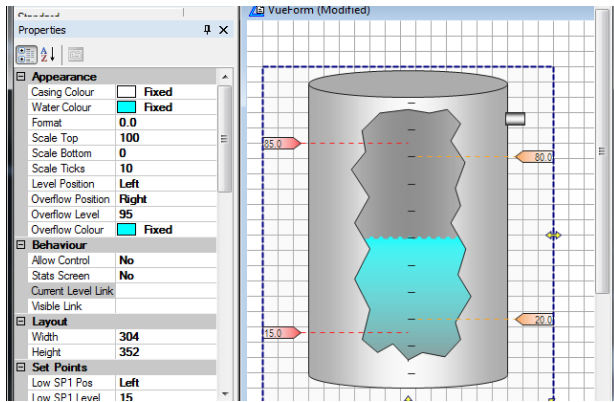 VueForm (Modified)
Standard
Properties
Appearance
Casing Colour Fixed
Water Colour Fixed
Format 0.0
Scale Top 100
Scale Bottom 0
Scale Ticks 10
Level Position Left
Overflow Position Right
Overflow Level 95
Overflow Colour Fixed
Behaviour
Allow Control No
Stats Screen No
Current Level Link
Visible Link
Layout
Width 304
Height 352
Set Points
Low SP1 Pos Left
Low SP1 Level 15
85.0
80.0
20.0
15.0